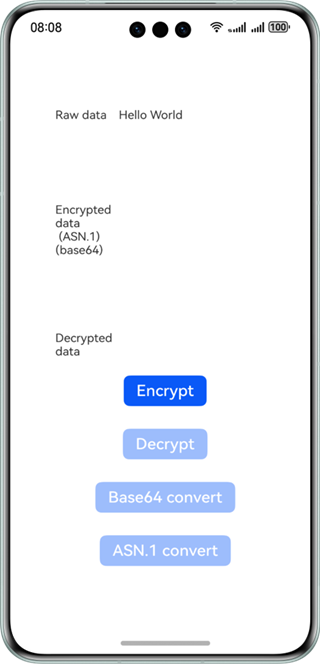 08:08 100
Raw data Hello World
Encrypted
data
(ASN.1)
(base64)
Decrypted
data
Encrypt
Decrypt
Base64 convert
ASN.1 convert